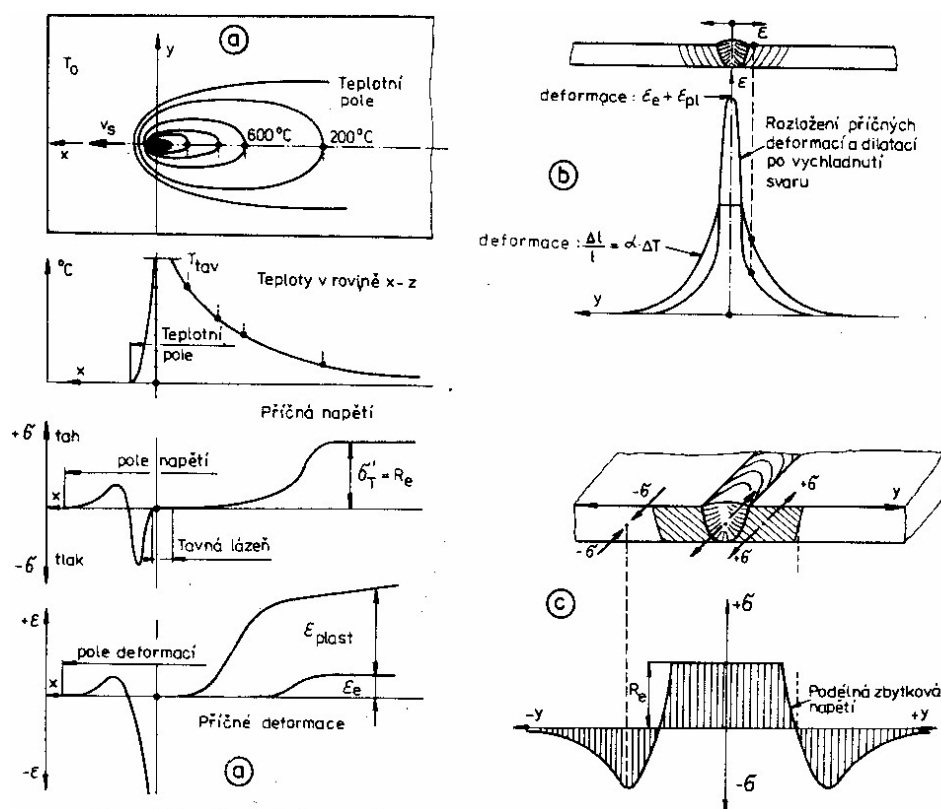 a
y
T₀
Teplotní
pole
vₛ
x
600°C
200°C
°C
T tav
Teploty v rovině x-z
Teplotní
pole
x
Příčná napětí
+σ
tah
pole napětí
x
σ'T = Re
-σ
tlak
Tavná lázeň
+ε
pole deformací
x
ε plast
εe
Příčné deformace
-ε
a
b
ε
ε
deformace : εe + εpl
Rozložení příčných
deformací a dilatací
po vychladnutí
svaru
deformace : Δl/l = α·ΔT
y
c
-σ
+σ
y
-σ
+σ
+σ
Re
Podélná zbytková
napětí
-y
+y
-σ